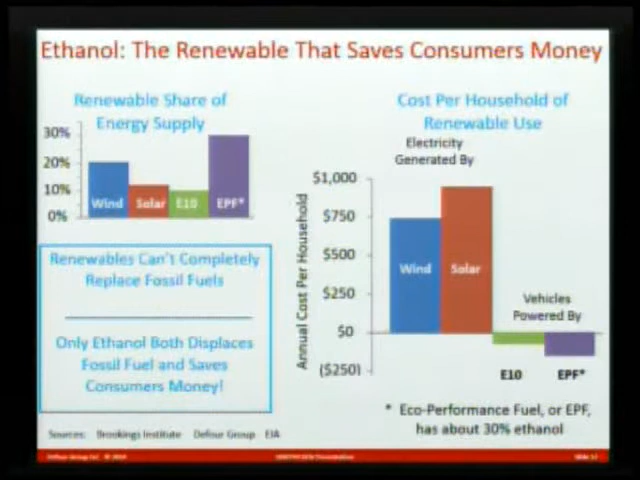 Ethanol: The Renewable That Saves Consumers Money
Renewable Share of
Energy Supply
30%
20%
10%
0%
Wind
Solar
E10
EPF*
Renewables Can't Completely
Replace Fossil Fuels
Only Ethanol Both Displaces
Fossil Fuel and Saves
Consumers Money!
Cost Per Household of
Renewable Use
Electricity
Generated By
Annual Cost Per Household
$1,000
$750
$500
$250
$0
($250)
Wind
Solar
Vehicles
Powered By
E10
EPF*
* Eco-Performance Fuel, or EPF,
has about 30% ethanol
Sources: Brookings Institute Defour Group EIA